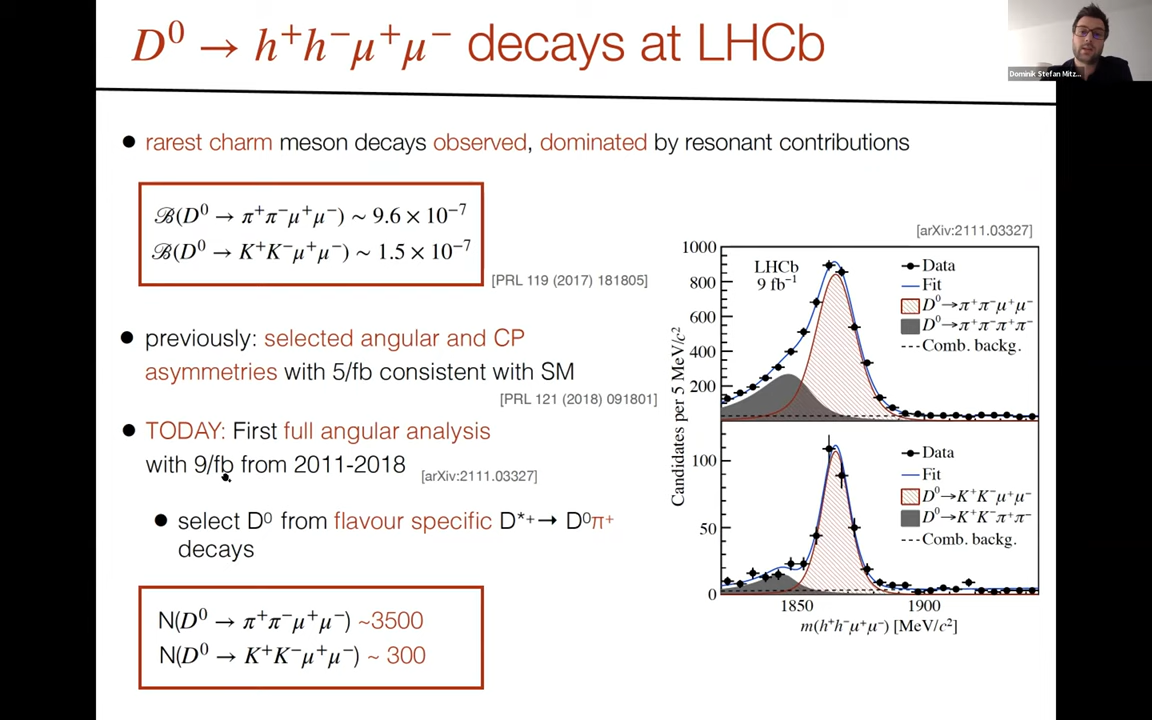 D⁰ → h⁺h⁻μ⁺μ⁻ decays at LHCb
Dominik Stefan Mitz...
● rarest charm meson decays observed, dominated by resonant contributions
ℬ(D⁰ → π⁺π⁻μ⁺μ⁻) ~ 9.6 × 10⁻⁷
ℬ(D⁰ → K⁺K⁻μ⁺μ⁻) ~ 1.5 × 10⁻⁷
[PRL 119 (2017) 181805]
● previously: selected angular and CP
asymmetries with 5/fb consistent with SM
[PRL 121 (2018) 091801]
● TODAY: First full angular analysis
with 9/fb from 2011-2018
[arXiv:2111.03327]
● select D⁰ from flavour specific D*⁺→ D⁰π⁺
decays
N(D⁰ → π⁺π⁻μ⁺μ⁻) ~3500
N(D⁰ → K⁺K⁻μ⁺μ⁻) ~ 300
[arXiv:2111.03327]
Candidates per 5 MeV/c²
1000
800
600
400
200
LHCb
9 fb⁻¹
Data
Fit
D⁰→π⁺π⁻μ⁺μ⁻
D⁰→π⁺π⁻π⁺π⁻
Comb. backg.
100
50
0
Data
Fit
D⁰→K⁺K⁻μ⁺μ⁻
D⁰→K⁺K⁻π⁺π⁻
Comb. backg.
1850 1900
m(h⁺h⁻μ⁺μ⁻) [MeV/c²]